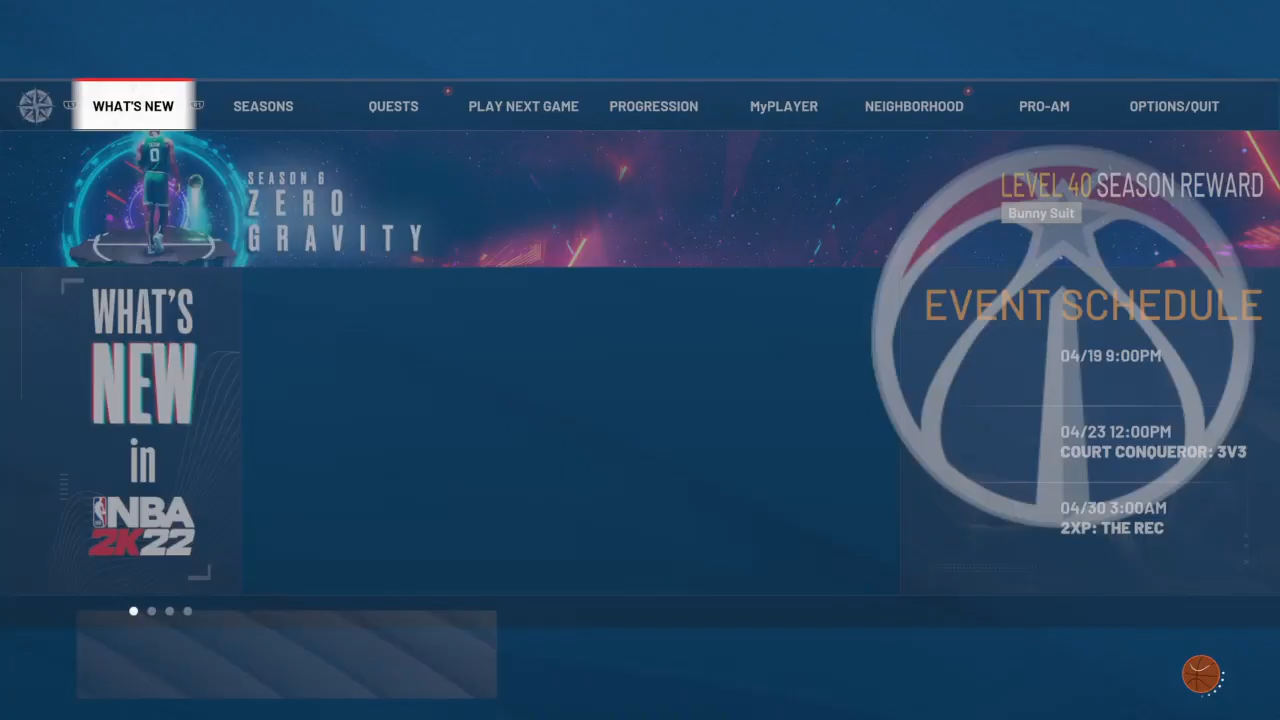 WHAT'S NEW
SEASONS
QUESTS
PLAY NEXT GAME
PROGRESSION
MyPLAYER
NEIGHBORHOOD
PRO-AM
OPTIONS/QUIT
0
SEASON 6
ZERO
GRAVITY
LEVEL 40 SEASON REWARD
Bunny Suit
WHAT'S
NEW
in
NBA
2K22
EVENT SCHEDULE
04/19 9:00PM
04/23 12:00PM
COURT CONQUEROR: 3V3
04/30 3:00AM
2XP: THE REC